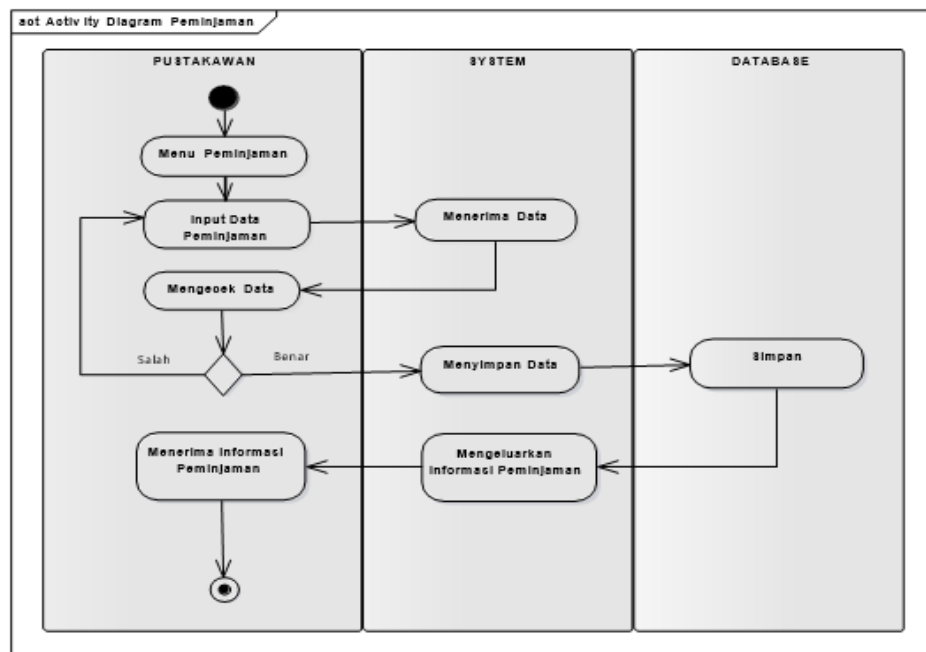 act Activity Diagram Peminjaman
PUSTAKAWAN
SYSTEM
DATABASE
Menu Peminjaman
Input Data
Peminjaman
Menerima Data
Mengecek Data
Salah
Benar
Menyimpan Data
Simpan
Menerima Informasi
Peminjaman
Mengeluarkan
Informasi Peminjaman